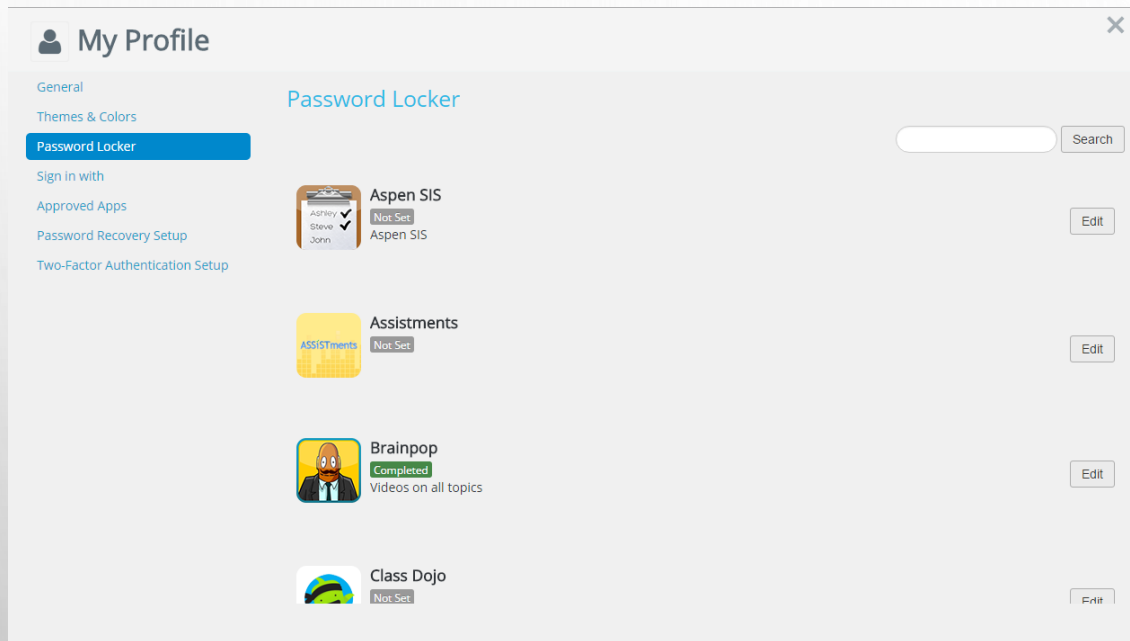 My Profile
General
Themes & Colors
Password Locker
Sign in with
Approved Apps
Password Recovery Setup
Two-Factor Authentication Setup
Password Locker
Search
Ashley
Steve
John
Aspen SIS
Not Set
Aspen SIS
Edit
ASSISTments
Assistments
Not Set
Edit
Brainpop
Completed
Videos on all topics
Edit
Class Dojo
Not Set
Edit